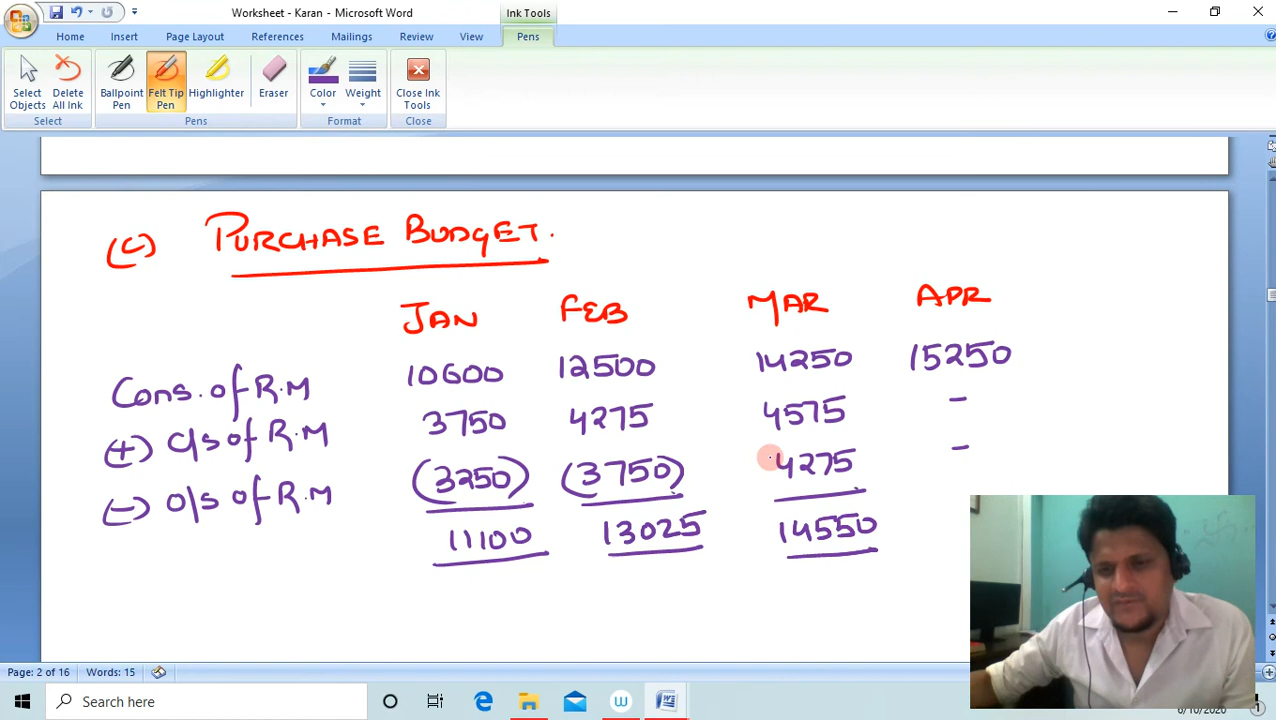 Worksheet - Karan - Microsoft Word
Ink Tools
Home Insert Page Layout References Mailings Review View Pens
Select Objects
Delete All Ink
Ballpoint Pen
Felt Tip Pen
Highlighter
Eraser
Color
Weight
Close Ink Tools
Select Pens Format Close
(C) PURCHASE BUDGET.
JAN FEB MAR APR
Cons. of R.M 10600 12500 14250 15250
(+) C/s of R.M 3750 4275 4575 -
(-) O/s of R.M (3250) (3750) 4275 -
11100 13025 14550
Page: 2 of 16 Words: 15
Search here
6/10/2020